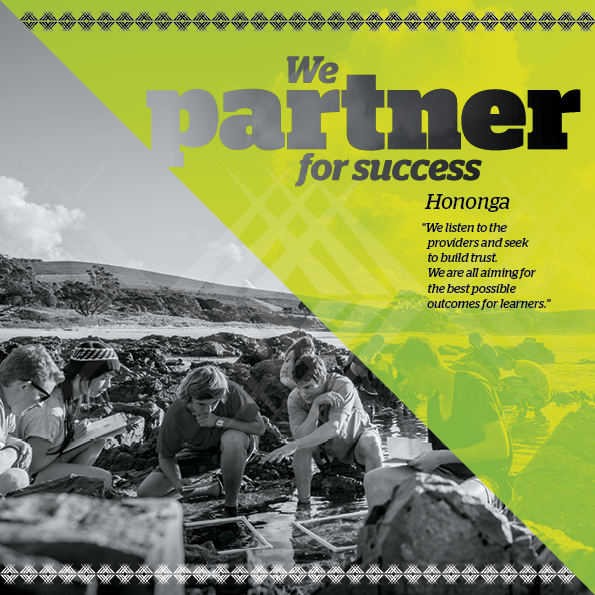 We
partner
for success
Hononga
“We listen to the
providers and seek
to build trust.
We are all aiming for
the best possible
outcomes for learners.”